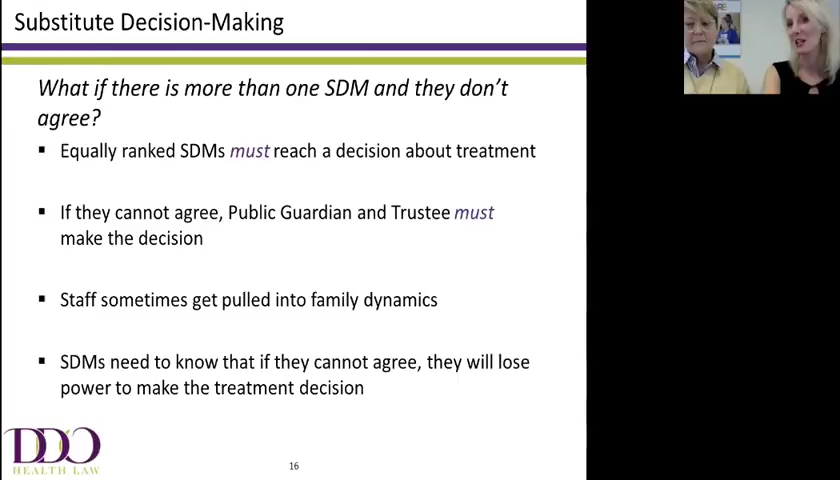 Substitute Decision-Making
What if there is more than one SDM and they don't
agree?
▪ Equally ranked SDMs must reach a decision about treatment
▪ If they cannot agree, Public Guardian and Trustee must
make the decision
▪ Staff sometimes get pulled into family dynamics
▪ SDMs need to know that if they cannot agree, they will lose
power to make the treatment decision
DDO
HEALTH LAW
16